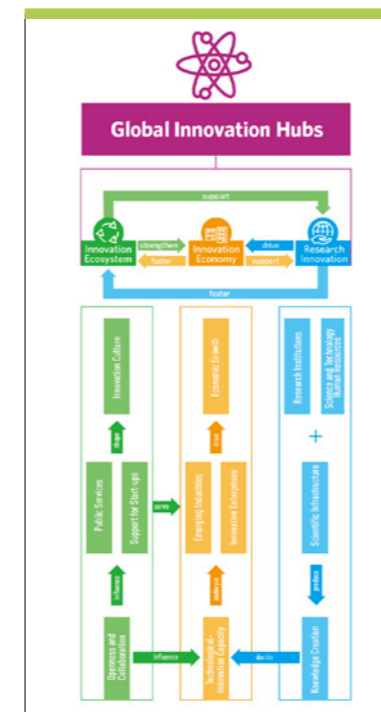 Global Innovation Hubs
support
Innovation
Ecosystem
strengthen
foster
Innovation
Economy
drive
support
Research
Innovation
foster
Innovation Culture
Economic Growth
Research Institutions
Science and Technology
Human Resources
shape
drive
+
Public Services
Support for Start-ups
serve
Emerging Industries
Innovative Enterprises
Scientific Infrastructure
influence
underpin
produce
Openness and
Collaboration
influence
Technological
Innovation Capacity
decide
Knowledge Creation